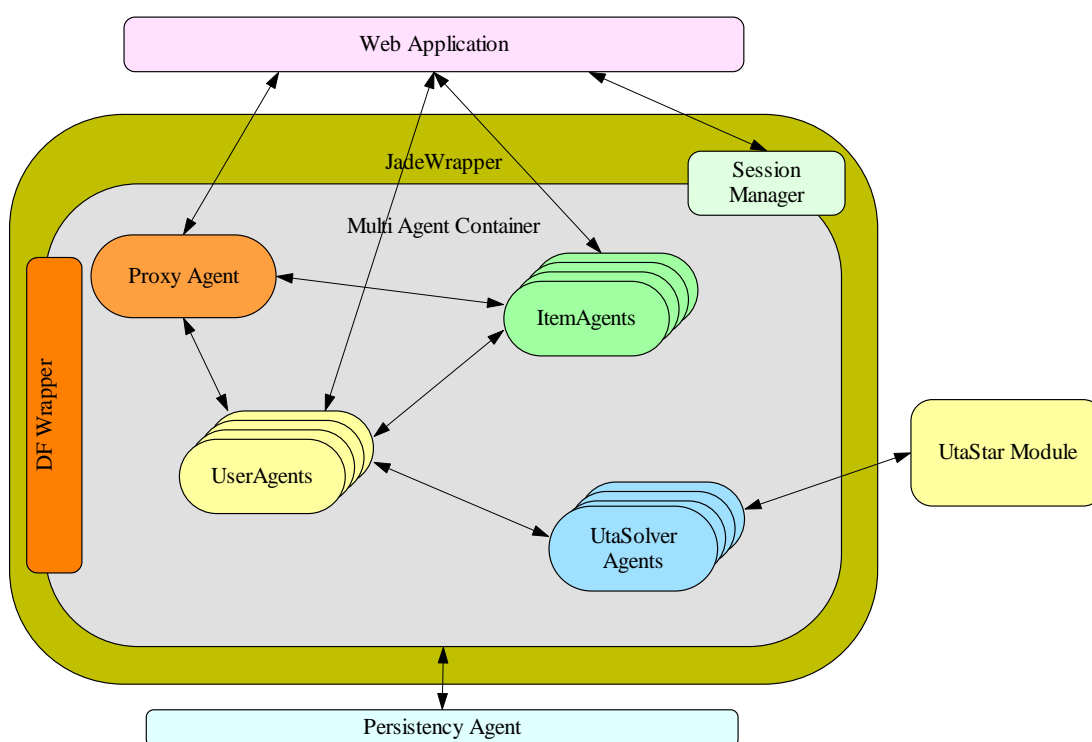 Web Application
JadeWrapper
Session
Manager
Multi Agent Container
Proxy Agent
ItemAgents
DF Wrapper
UserAgents
UtaStar Module
UtaSolver
Agents
Persistency Agent